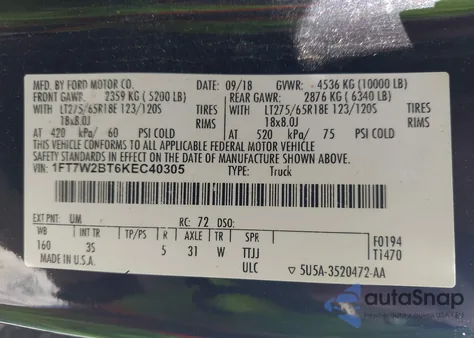 MFD. BY FORD MOTOR CO. DATE: 09/18 GVWR: 4536 KG (10000 LB)
FRONT GAWR: 2359 KG (5200 LB) REAR GAWR: 2876 KG (6340 LB)
WITH LT275/65R18E 123/120S TIRES WITH LT275/65R18E 123/120S TIRES
18x8.0J RIMS 18x8.0J RIMS
AT 420 kPa/ 60 PSI COLD AT 520 kPa/ 75 PSI COLD
THIS VEHICLE CONFORMS TO ALL APPLICABLE FEDERAL MOTOR VEHICLE
SAFETY STANDARDS IN EFFECT ON THE DATE OF MANUFACTURE SHOWN ABOVE.
VIN: 1FT7W2BT6KEC40305 TYPE: Truck
EXT PNT: UM RC: 72 DSO:
WB INT TR TP/PS R AXLE TR SPR F0194
160 3S 5 31 W TTJJ T1470
MADE IN U.S.A. ULC 5U5A-3520472-AA
autoSnap